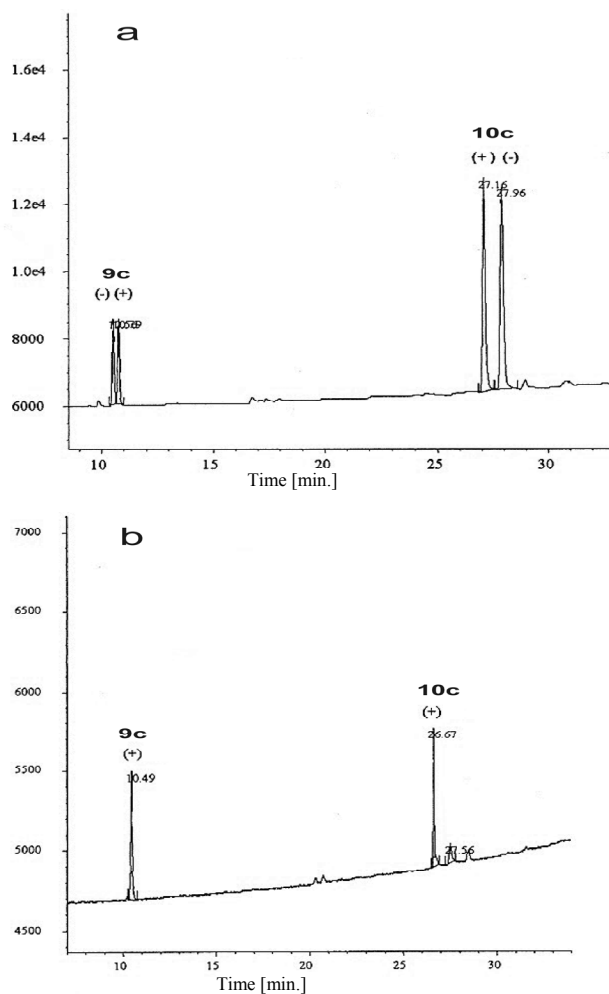 a
1.6e4
1.4e4
1.2e4
1.0e4
8000
6000
9c
(-) (+)
10c
(+) (-)
27.16
27.96
10 15 20 25 30
Time [min.]
b
7000
6500
6000
5500
5000
4500
9c
(+)
10.49
10c
(+)
26.67
27.56
10 15 20 25 30
Time [min.]